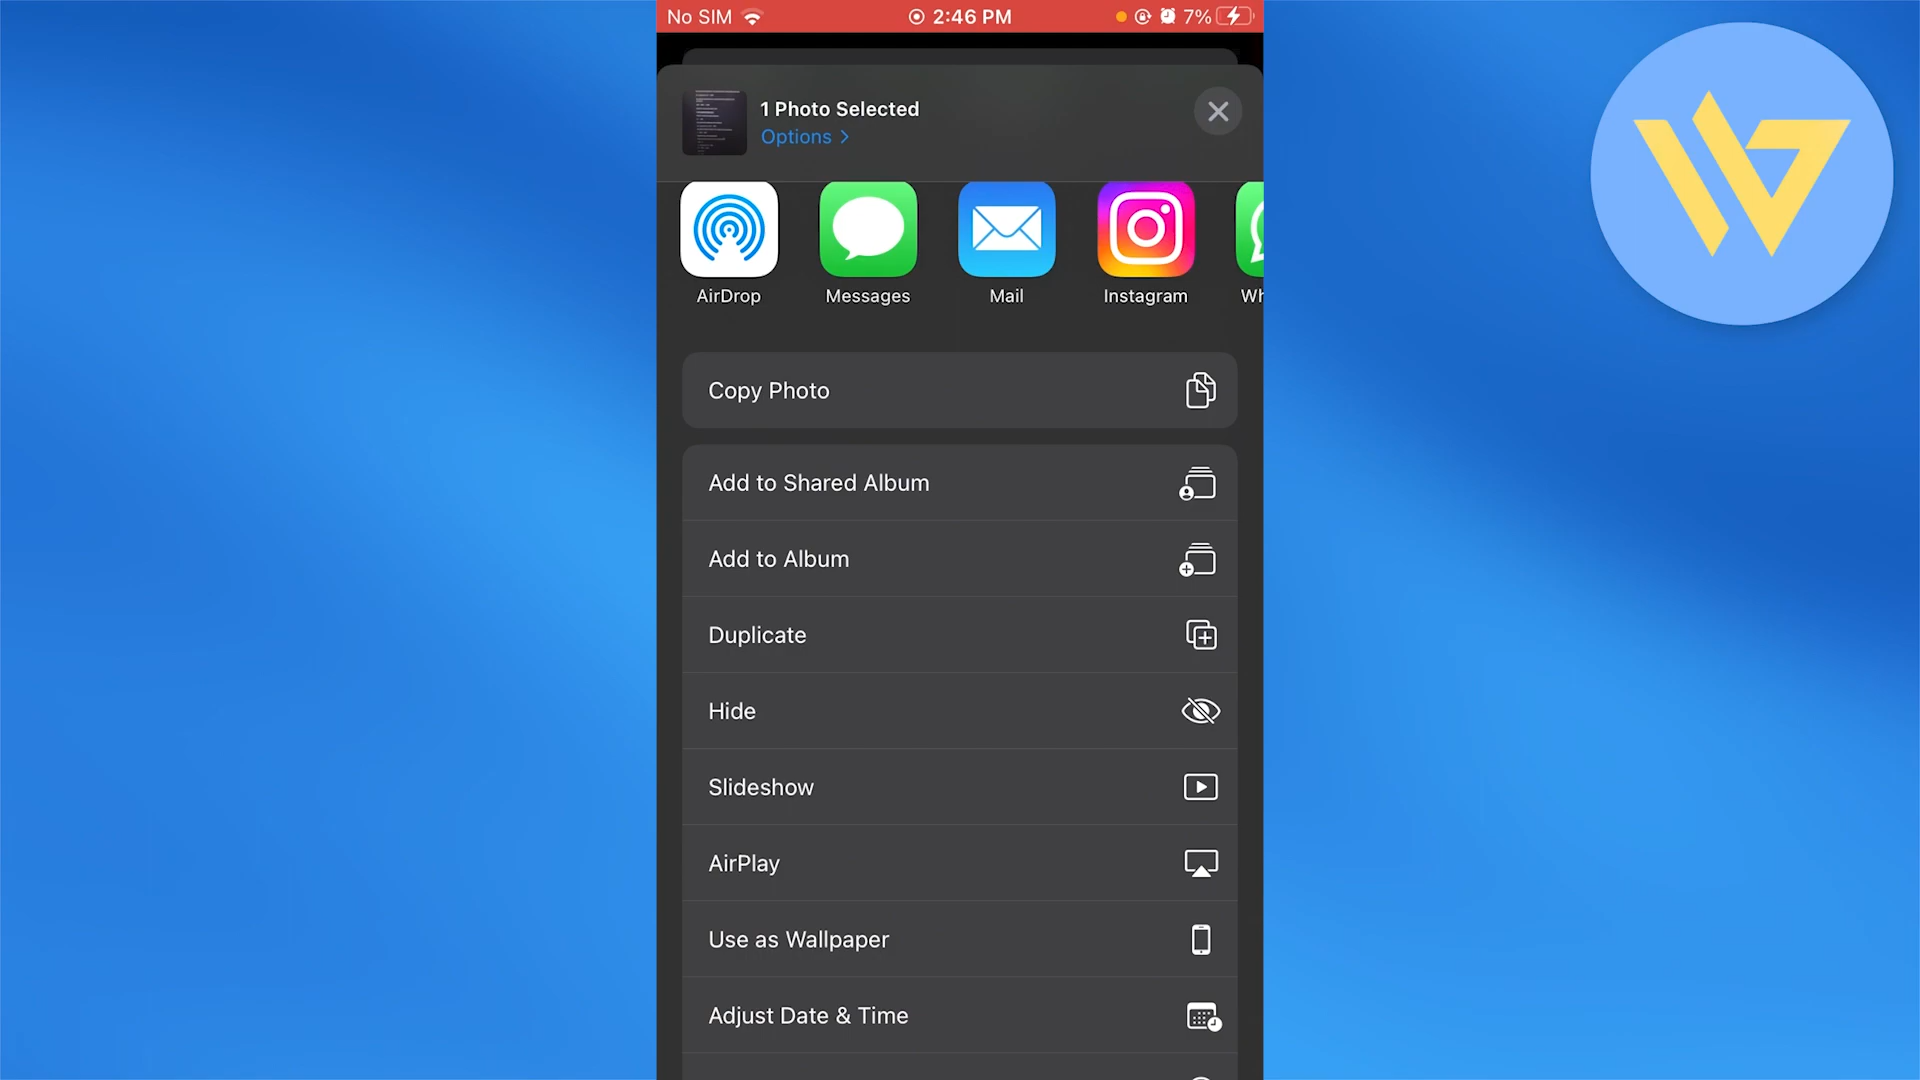 No SIM 2:46 PM 7%
1 Photo Selected
Options >
AirDrop Messages Mail Instagram Wh
Copy Photo
Add to Shared Album
Add to Album
Duplicate
Hide
Slideshow
AirPlay
Use as Wallpaper
Adjust Date & Time